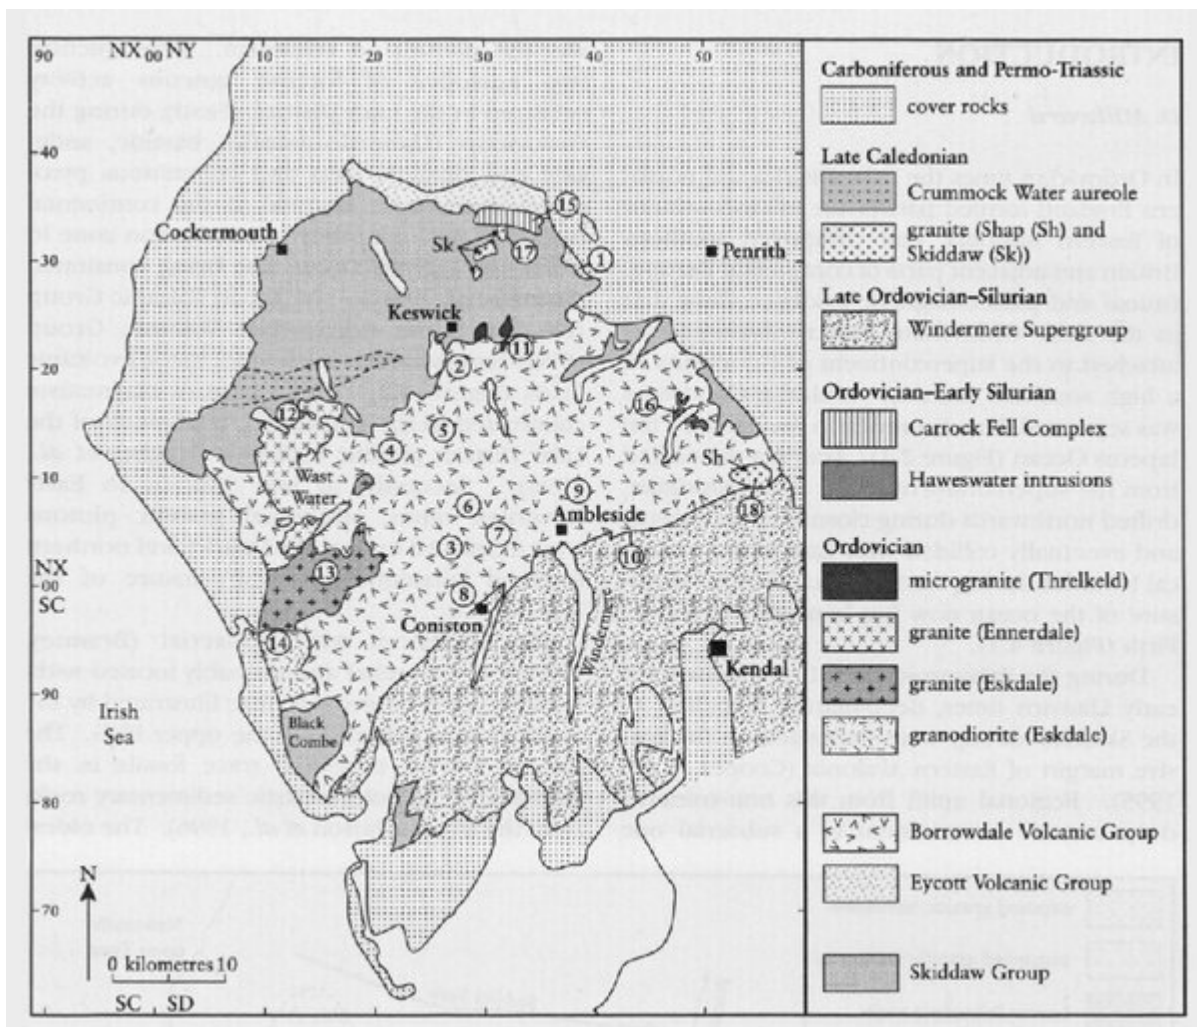 90
NX
00
NY
10
20
30
40
50
40
15
Cockermouth
Sk
17
1
Penrith
30
Keswick
11
2
20
12
16
5
4
Sh
Wast
Water
10
9
6
Ambleside
18
3
7
10
NX
00
SC
13
8
Coniston
Windermere
14
Kendal
90
Irish
Sea
Black
Combe
80
N
70
0 kilometres 10
SC
SD
Carboniferous and Permo-Triassic
cover rocks
Late Caledonian
Crummock Water aureole
granite (Shap (Sh) and
Skiddaw (Sk))
Late Ordovician–Silurian
Windermere Supergroup
Ordovician–Early Silurian
Carrock Fell Complex
Haweswater intrusions
Ordovician
microgranite (Threlkeld)
granite (Ennerdale)
granite (Eskdale)
granodiorite (Eskdale)
Borrowdale Volcanic Group
Eycott Volcanic Group
Skiddaw Group